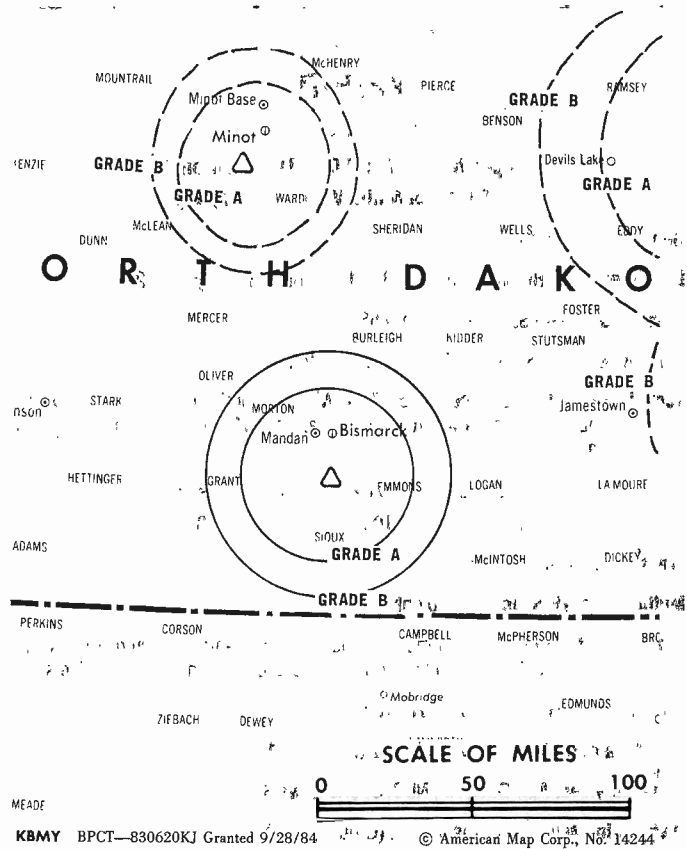 McHENRY
MOUNTRAIL
PIERCE
RAMSEY
GRADE B
Minot Base
BENSON
Minot
KENZIE
GRADE B
Devils Lake
GRADE A
GRADE A
WARD
McLEAN
SHERIDAN
WELLS
EDDY
DUNN
ORTH DAKO
FOSTER
MERCER
BURLEIGH
KIDDER
STUTSMAN
OLIVER
GRADE B
STARK
nson
MORTON
Jamestown
Mandan
Bismarck
HETTINGER
GRANT
EMMONS
LOGAN
LA MOURE
SIOUX
ADAMS
GRADE A
McINTOSH
DICKEY
GRADE B
PERKINS
CORSON
CAMPBELL
McPHERSON
BRO
Mobridge
EDMUNDS
ZIEBACH
DEWEY
SCALE OF MILES
0 50 100
MEADE
KBMY BPCT—830620KJ Granted 9/28/84 © American Map Corp., No. 14244